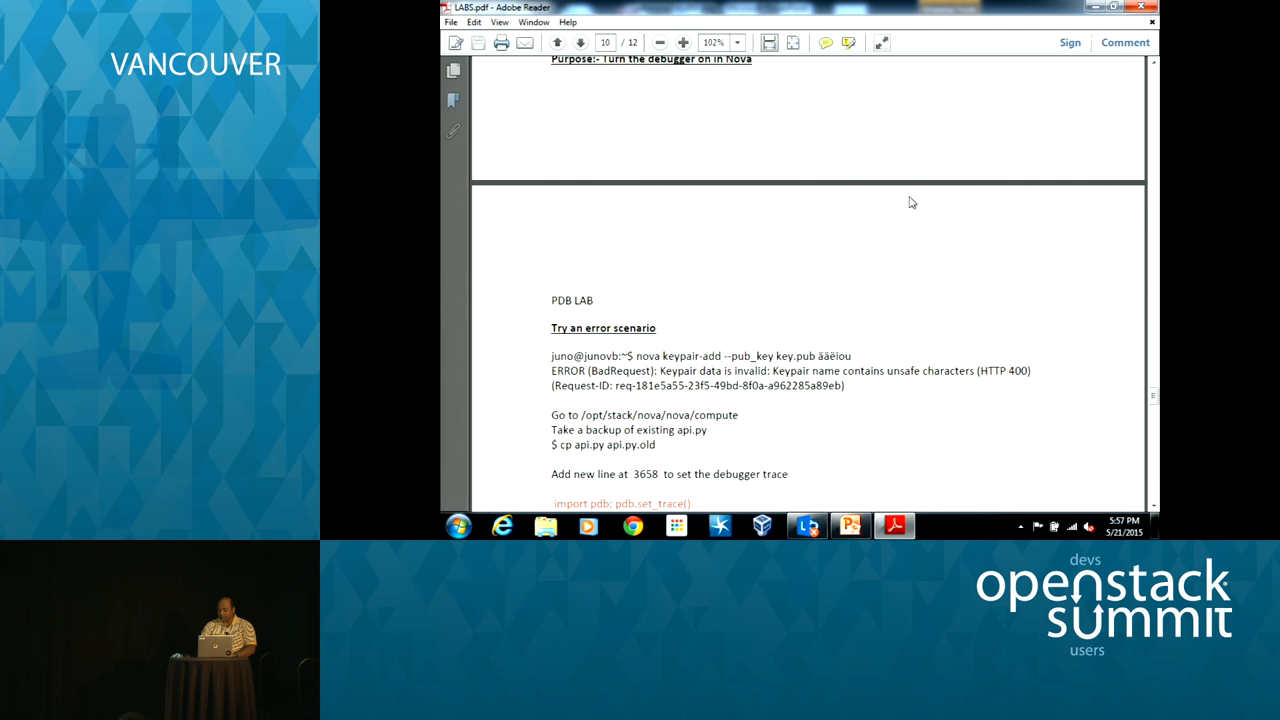 VANCOUVER
LABS.pdf - Adobe Reader
File Edit View Window Help
10 / 12 102% Sign Comment
Purpose:- Turn the debugger on in Nova
PDB LAB
Try an error scenario
juno@junovb:~$ nova keypair-add --pub_key key.pub ääëiou
ERROR (BadRequest): Keypair data is invalid: Keypair name contains unsafe characters (HTTP 400)
(Request-ID: req-181e5a55-23f5-49bd-8f0a-a962285a89eb)
Go to /opt/stack/nova/nova/compute
Take a backup of existing api.py
$ cp api.py api.py.old
Add new line at 3658 to set the debugger trace
import pdb; pdb.set_trace()
5:57 PM
5/21/2015
devs
openstack
summit
users